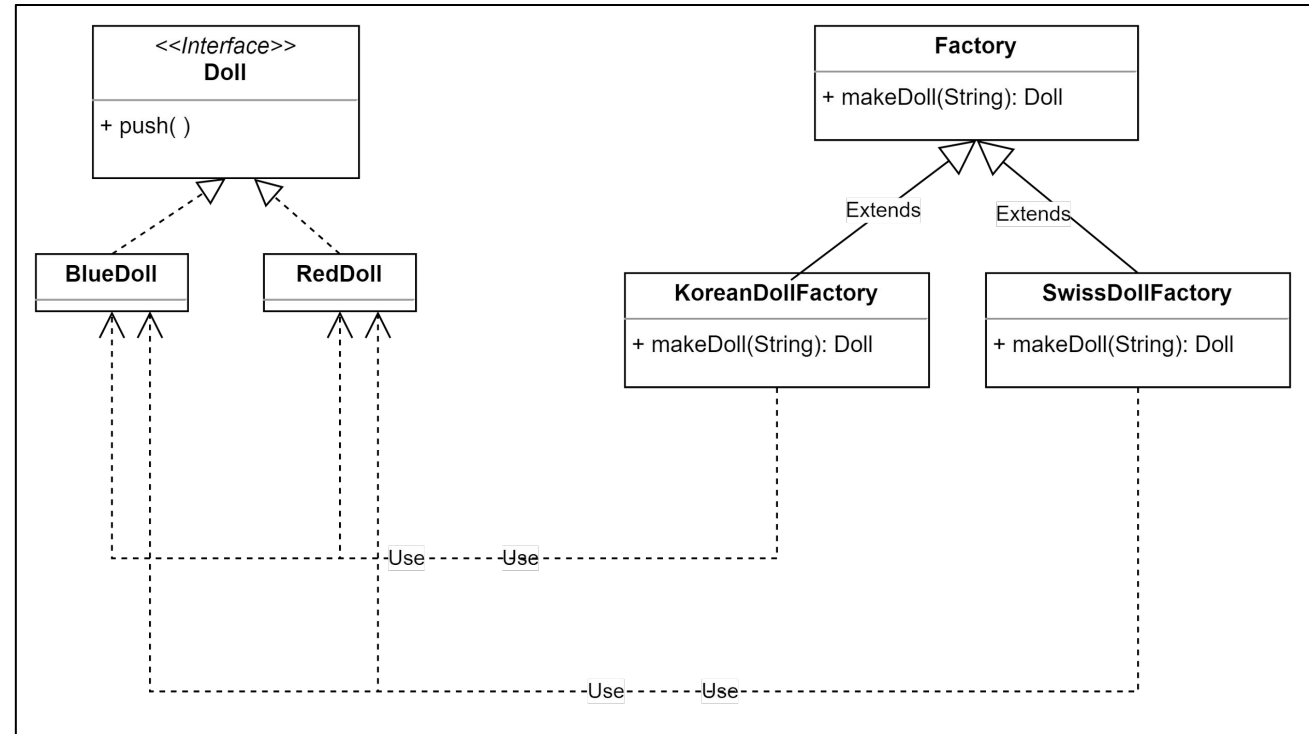 <<Interface>>
Doll
+ push( )
Factory
+ makeDoll(String): Doll
Extends
Extends
BlueDoll
RedDoll
KoreanDollFactory
+ makeDoll(String): Doll
SwissDollFactory
+ makeDoll(String): Doll
Use
Use
Use
Use